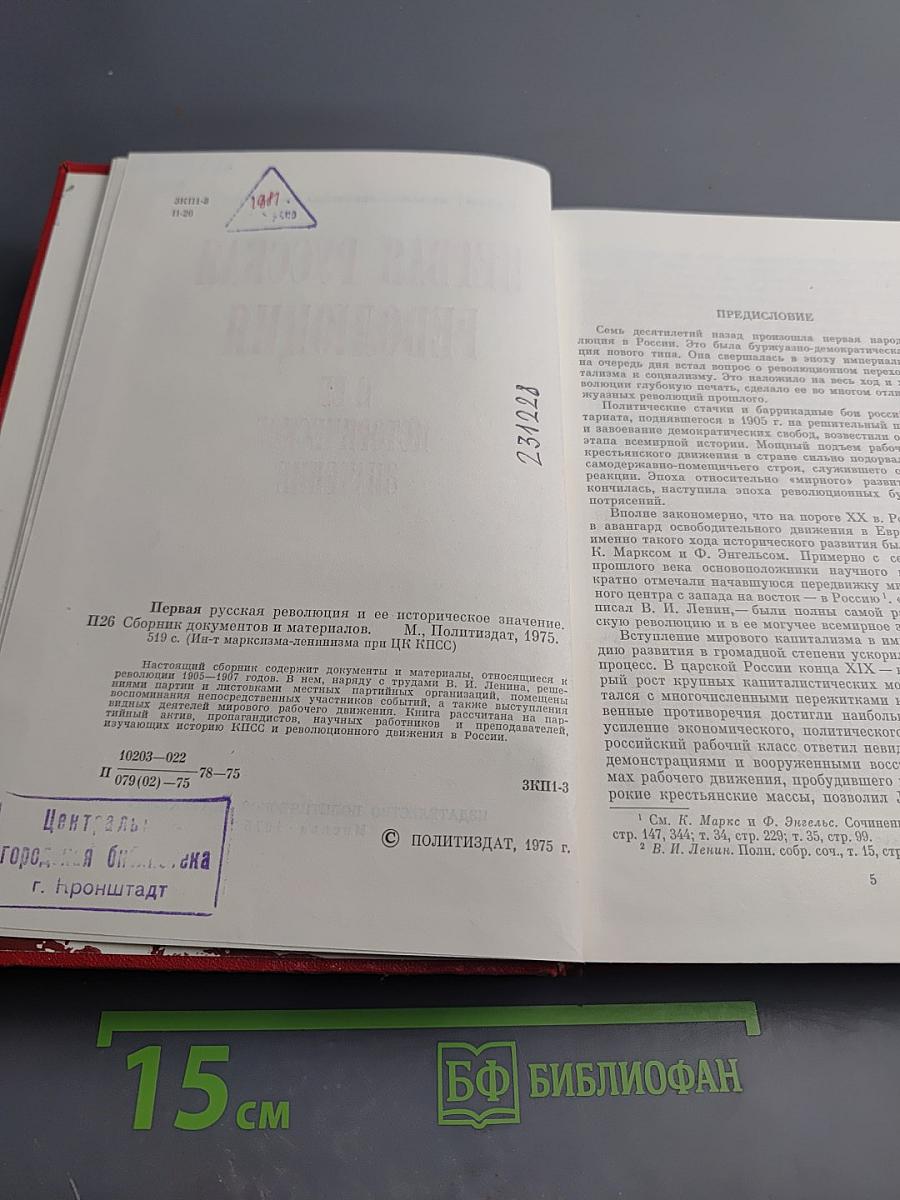 3КП1-3
П-26
1981
231228
Первая русская революция и ее историческое значение.
П26 Сборник документов и материалов. М., Политиздат, 1975.
519 с. (Ин-т марксизма-ленинизма при ЦК КПСС)
Настоящий сборник содержит документы и материалы, относящиеся к
революции 1905—1907 годов. В нем, наряду с трудами В. И. Ленина, реше-
ниями партии и листовками местных партийных организаций, помещены
воспоминания непосредственных участников событий, а также выступления
видных деятелей мирового рабочего движения. Книга рассчитана на пар-
тийный актив, пропагандистов, научных работников и преподавателей,
изучающих историю КПСС и революционного движения в России.
10203—022
П 078—75
079(02)—75
3КП1-3
© ПОЛИТИЗДАТ, 1975 г.
Централь
городская библиотека
г. Кронштадт
ПРЕДИСЛОВИЕ
Семь десятилетий назад произошла первая народ
люция в России. Это была буржуазно-демократическа
ция нового типа. Она свершалась в эпоху империал
на очередь дня встал вопрос о революционном перехо
тализма к социализму. Это наложило на весь ход и
волюции глубокую печать, сделало ее во многом отли
жуазных революций прошлого.
Политические стачки и баррикадные бои росси
тариата, поднявшегося в 1905 г. на решительный
и завоевание демократических свобод, возвестили о
этапа всемирной истории. Мощный подъем рабоч
крестьянского движения в стране сильно подорвал
самодержавно-помещичьего строя, служившего о
реакции. Эпоха относительно «мирного» развит
кончилась, наступила эпоха революционных бу
потрясений.
Вполне закономерно, что на пороге XX в. Ро
в авангард освободительного движения в Евр
именно такого хода исторического развития бы
К. Марксом и Ф. Энгельсом. Примерно с се
прошлого века основоположники научного
кратно отмечали начавшуюся передвижку ми
ного центра с запада на восток — в Россию¹. «
писал В. И. Ленин,— были полны самой р
скую революцию и в ее могучее всемирное з
Вступление мирового капитализма в им
дию развития в громадной степени ускорил
процесс. В царской России конца XIX —
рый рост крупных капиталистических мо
тался с многочисленными пережитками
венные противоречия достигли наиболь
усиление экономического, политического
российский рабочий класс ответил невид
демонстрациями и вооруженными восст
мах рабочего движения, пробудившего
рокие крестьянские массы, позволил
¹ См. К. Маркс и Ф. Энгельс. Сочинен
стр. 147, 344; т. 34, стр. 229; т. 35, стр. 99.
² В. И. Ленин. Полн. собр. соч., т. 15, стр
5
15 см
БФ БИБЛИОФАН